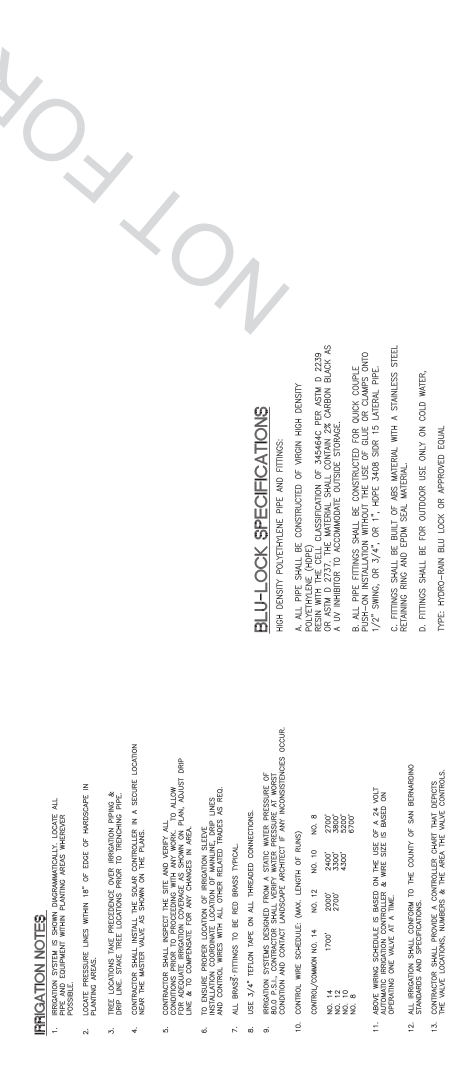 IRRIGATION NOTES
1. IRRIGATION SYSTEM IS SHOWN DIAGRAMMATICALLY. LOCATE ALL
PIPE AND EQUIPMENT WITHIN PLANTING AREAS WHEREVER
POSSIBLE.
2. LOCATE PRESSURE LINES WITHIN 18" OF EDGE OF HARDSCAPE IN
PLANTING AREAS.
3. TREE LOCATIONS TAKE PRECEDENCE OVER IRRIGATION PIPING &
DRIP LINE. STAKE TREE LOCATIONS PRIOR TO TRENCHING PIPE.
4. CONTRACTOR SHALL INSTALL THE SOLAR CONTROLLER IN A SECURE LOCATION
NEAR THE MASTER VALVE AS SHOWN ON THE PLANS.
5. CONTRACTOR SHALL INSPECT THE SITE AND VERIFY ALL
CONDITIONS PRIOR TO PROCEEDING WITH ANY WORK. TO ALLOW
FOR ADEQUATE IRRIGATION COVERAGE AS SHOWN ON PLAN, ADJUST DRIP
LINE & TO COMPENSATE FOR ANY CHANGES IN AREA.
6. TO ENSURE PROPER LOCATION OF IRRIGATION SLEEVE
INSTALLATION COORDINATE LOCATION OF MAINLINE, DRIP LINES
AND CONTROL WIRES WITH ALL OTHER RELATED TRADES AS REQ.
7. ALL BRASS FITTINGS TO BE RED BRASS TYPICAL.
8. USE 3/4" TEFLON TAPE ON ALL THREADED CONNECTIONS.
9. IRRIGATION SYSTEMS DESIGNED FROM A STATIC WATER PRESSURE OF
80.0 P.S.I., CONTRACTOR SHALL VERIFY WATER PRESSURE AT WORST
CONDITION AND CONTACT LANDSCAPE ARCHITECT IF ANY INCONSISTENCIES OCCUR.
10. CONTROL WIRE SCHEDULE: (MAX. LENGTH OF RUNS)
CONTROL/COMMON NO. 14 NO. 12 NO. 10 NO. 8
NO. 14 1700' 2000' 2400' 2700'
NO. 12 2700' 3300' 3800'
NO. 10 4300' 5200'
NO. 8 6700'
11. ABOVE WIRING SCHEDULE IS BASED ON THE USE OF A 24 VOLT
AUTOMATIC IRRIGATION CONTROLLER & WIRE SIZE IS BASED ON
OPERATING ONE VALVE AT A TIME.
12. ALL IRRIGATION SHALL CONFORM TO THE COUNTY OF SAN BERNARDINO
STANDARDS AND SPECIFICATIONS.
13. CONTRACTOR SHALL PROVIDE A CONTROLLER CHART THAT DEPICTS
THE VALVE LOCATIONS, NUMBERS & THE AREA THE VALVE CONTROLS.
BLU-LOCK SPECIFICATIONS
HIGH DENSITY POLYETHYLENE PIPE AND FITTINGS:
A. ALL PIPE SHALL BE CONSTRUCTED OF VIRGIN HIGH DENSITY
POLYETHYLENE (HDPE)
RESIN WITH THE CELL CLASSIFICATION OF 345464C PER ASTM D 2239
OR ASTM D 2737. THE MATERIAL SHALL CONTAIN 2% CARBON BLACK AS
A UV INHIBITOR TO ACCOMMODATE OUTSIDE STORAGE.
B. ALL PIPE FITTINGS SHALL BE CONSTRUCTED FOR QUICK COUPLE
PUSH-ON INSTALLATION WITHOUT THE USE OF GLUE OR CLAMPS ONTO
1/2" SWING, OR 3/4", OR 1", HDPE 3408 SIDR 15 LATERAL PIPE.
C. FITTINGS SHALL BE BUILT OF ABS MATERIAL WITH A STAINLESS STEEL
RETAINING RING AND EPDM SEAL MATERIAL.
D. FITTINGS SHALL BE FOR OUTDOOR USE ONLY ON COLD WATER,
TYPE: HYDRO-RAIN BLU LOCK OR APPROVED EQUAL
NOT FOR